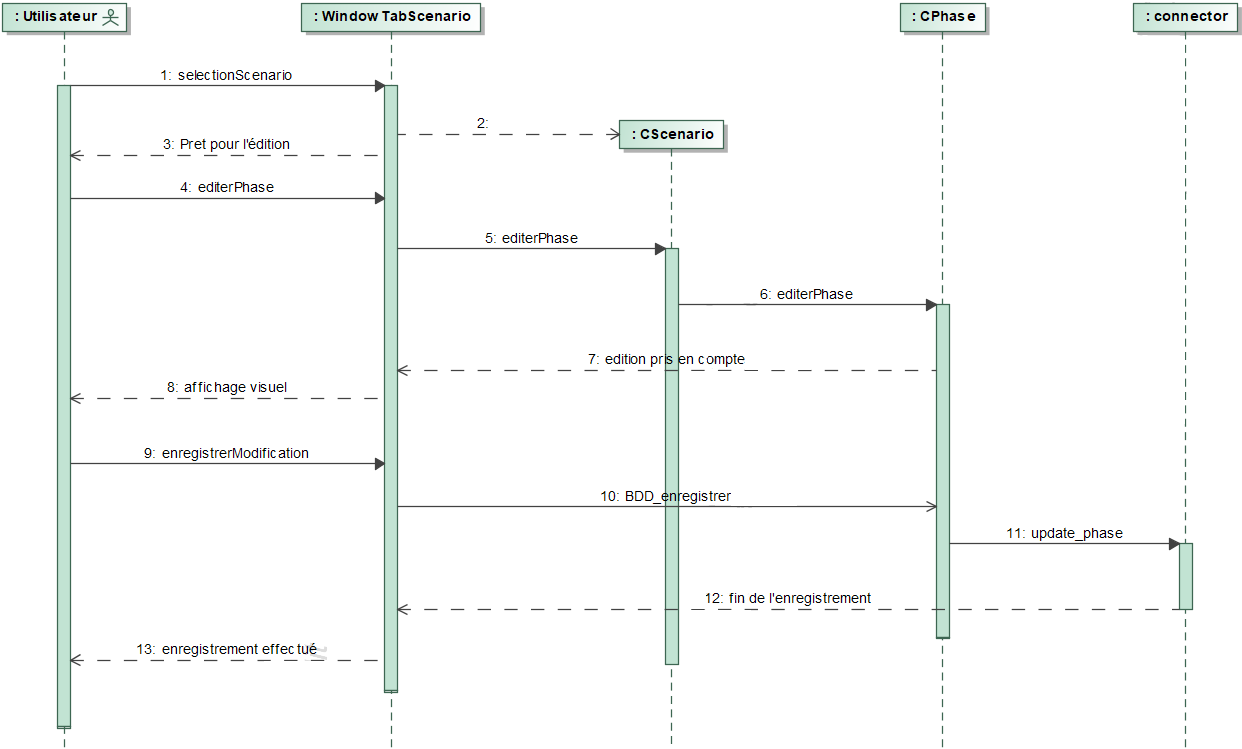 : Utilisateur
: Window TabScenario
: CPhase
: connector
1: selectionScenario
2:
: CScenario
3: Pret pour l'édition
4: editerPhase
5: editerPhase
6: editerPhase
7: edition pris en compte
8: affichage visuel
9: enregistrerModification
10: BDD_enregistrer
11: update_phase
12: fin de l'enregistrement
13: enregistrement effectué